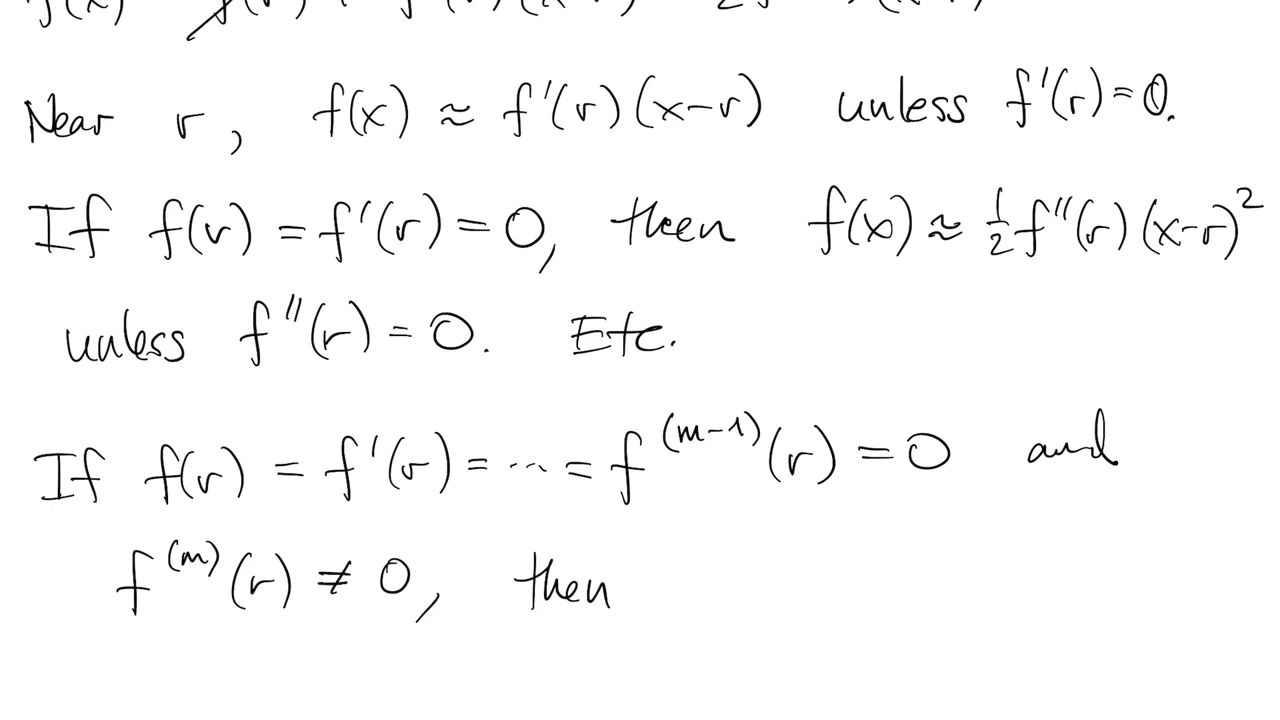 Near r, f(x) ≈ f'(r)(x-r) unless f'(r)=0.
If f(r) = f'(r) = 0, then f(x) ≈ ½f''(r)(x-r)²
unless f''(r) = 0. Etc.
If f(r) = f'(r) = ... = f^(m-1)(r) = 0 and
f^(m)(r) ≠ 0, then